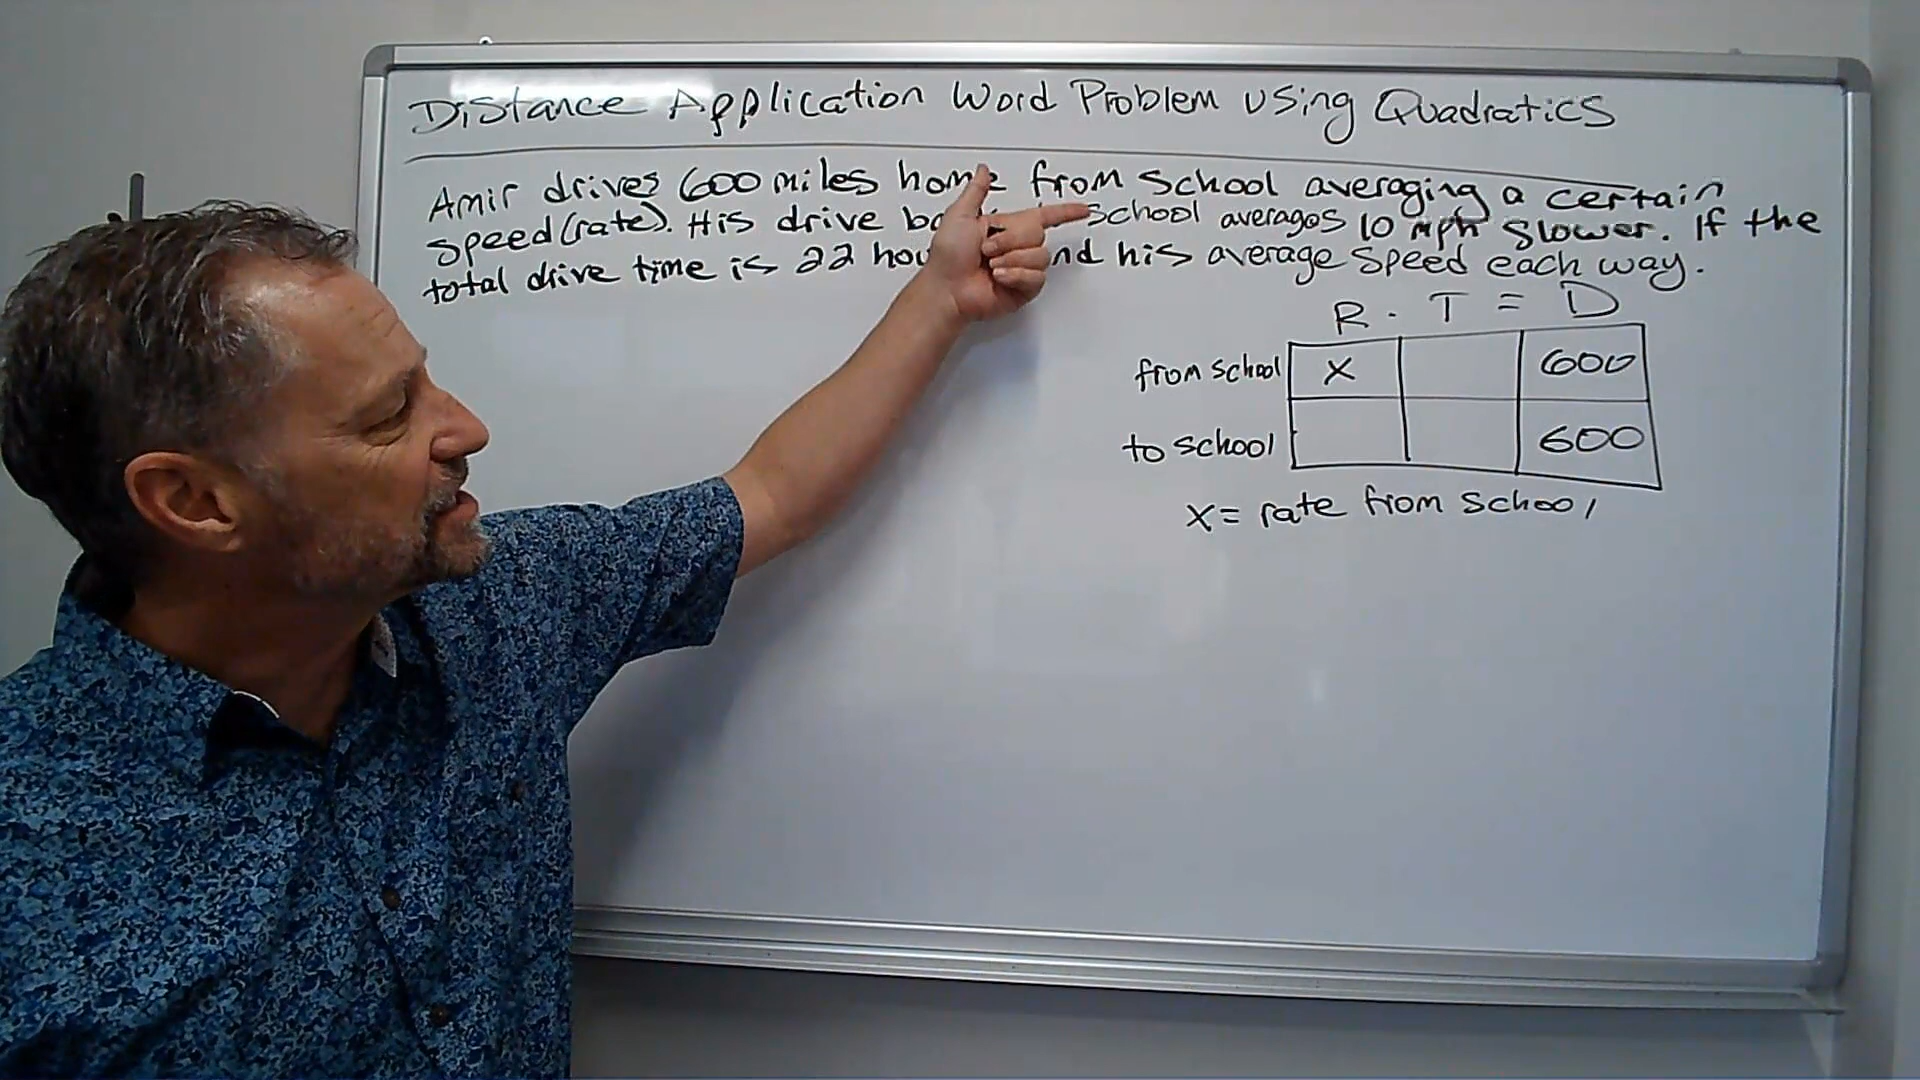 Distance Application Word Problem using Quadratics
Amir drives 600 miles home from school averaging a certain
speed (rate). His drive school averages 10 mph slower. If the
total drive time is 22 his average speed each way.
R · T = D
from school X 600
to school 600
x = rate from school